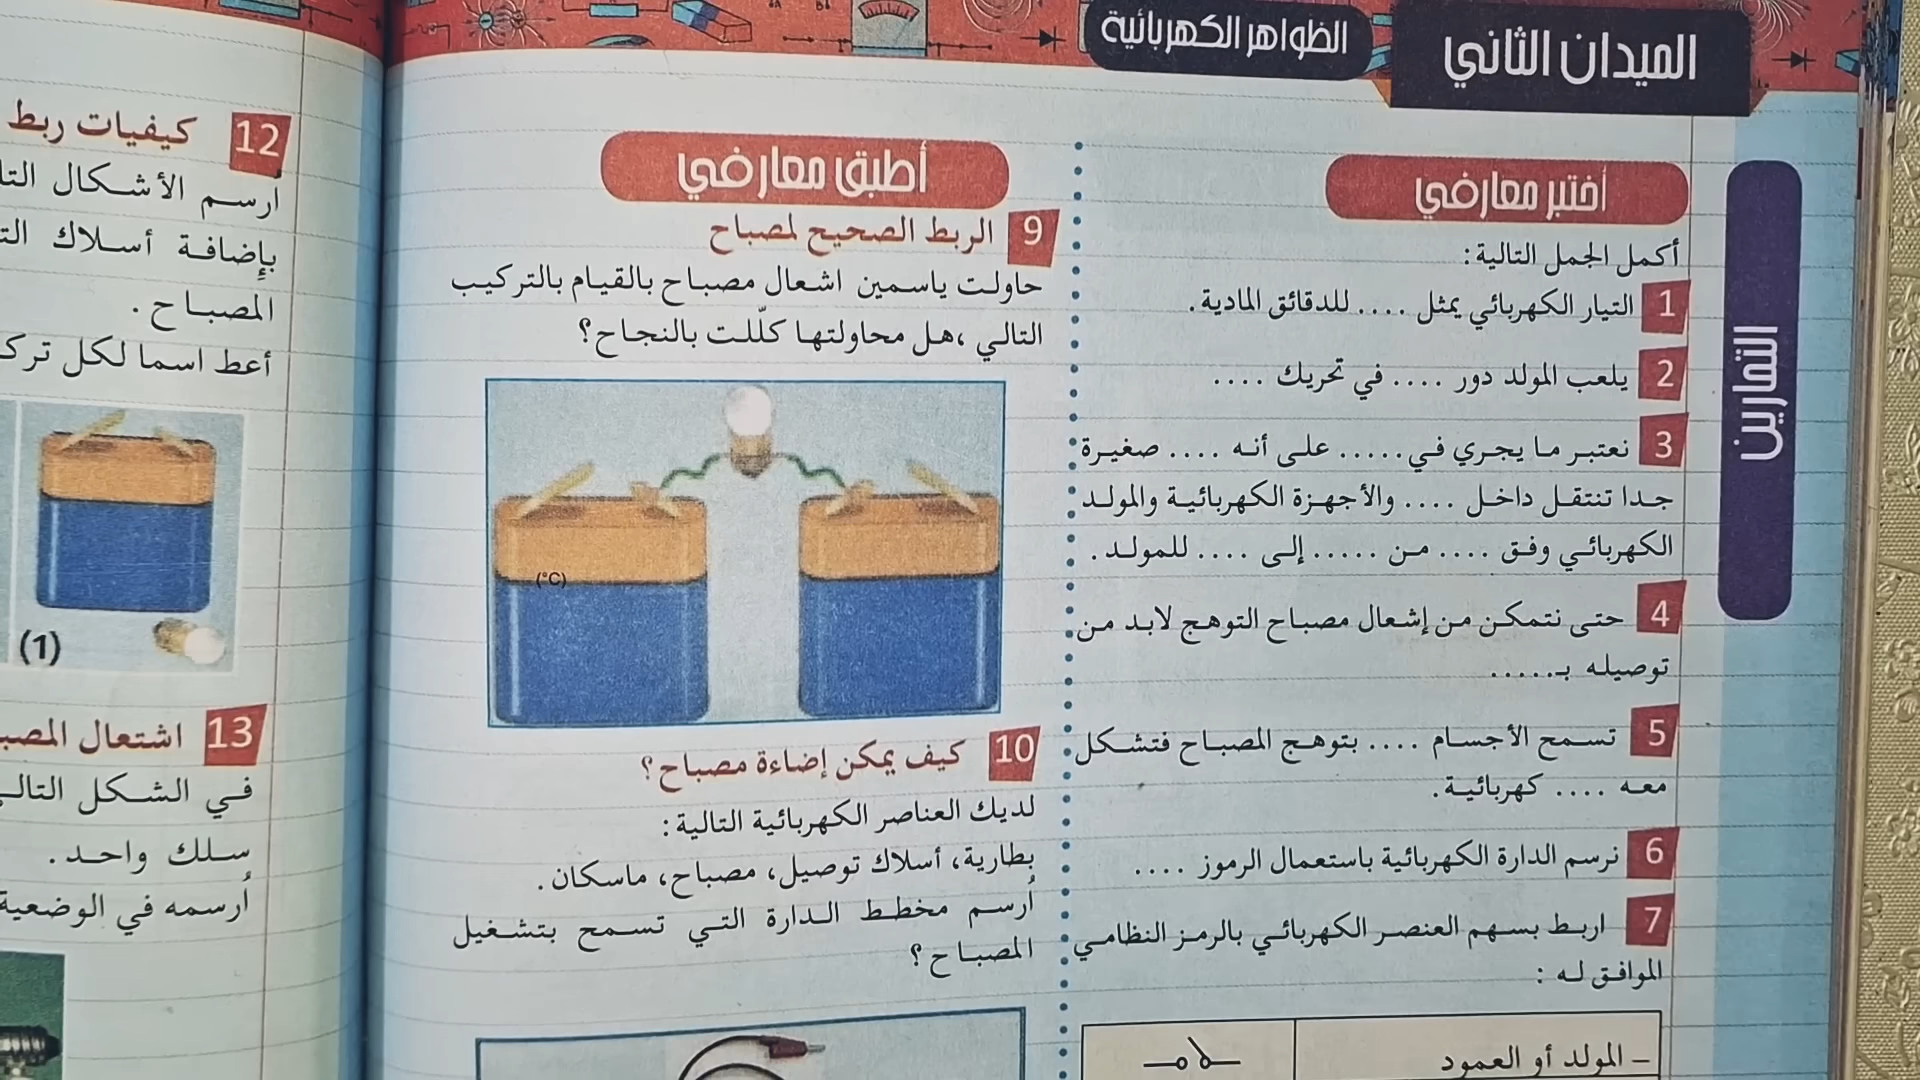 الميدان الثاني
الظواهر الكهربائية
التمارين
أختبر معارفي
أكمل الجمل التالية:
1 التيار الكهربائي يمثل .... للدقائق المادية.
2 يلعب المولد دور .... في تحريك ....
3 نعتبر ما يجري في..... على أنه .... صغيرة
جدا تنتقل داخل .... والأجهزة الكهربائية والمولد
الكهربائي وفق .... من ..... إلى .... للمولد.
4 حتى نتمكن من إشعال مصباح التوهج لابد من
توصيله بـ.....
5 تسمح الأجسام .... بتوهج المصباح فتشكل
معه .... كهربائية.
6 نرسم الدارة الكهربائية باستعمال الرموز ....
7 اربط بسهم العنصر الكهربائي بالرمز النظامي
الموافق له :
– المولد أو العمود
أطبق معارفي
9 الربط الصحيح لمصباح
حاولت ياسمين اشعال مصباح بالقيام بالتركيب
التالي ،هل محاولتها كلّلت بالنجاح؟
(°C)
10 كيف يمكن إضاءة مصباح؟
لديك العناصر الكهربائية التالية:
بطارية، أسلاك توصيل، مصباح، ماسكان.
أرسم مخطط الدارة التي تسمح بتشغيل
المصباح؟
12 كيفيات ربط
أرسم الأشكال
بإضافة أسلاك
المصباح.
أعط اسما لكل
(1)
13 اشتعال
في الشكل
سلك واحد.
أرسمه في الوضعية